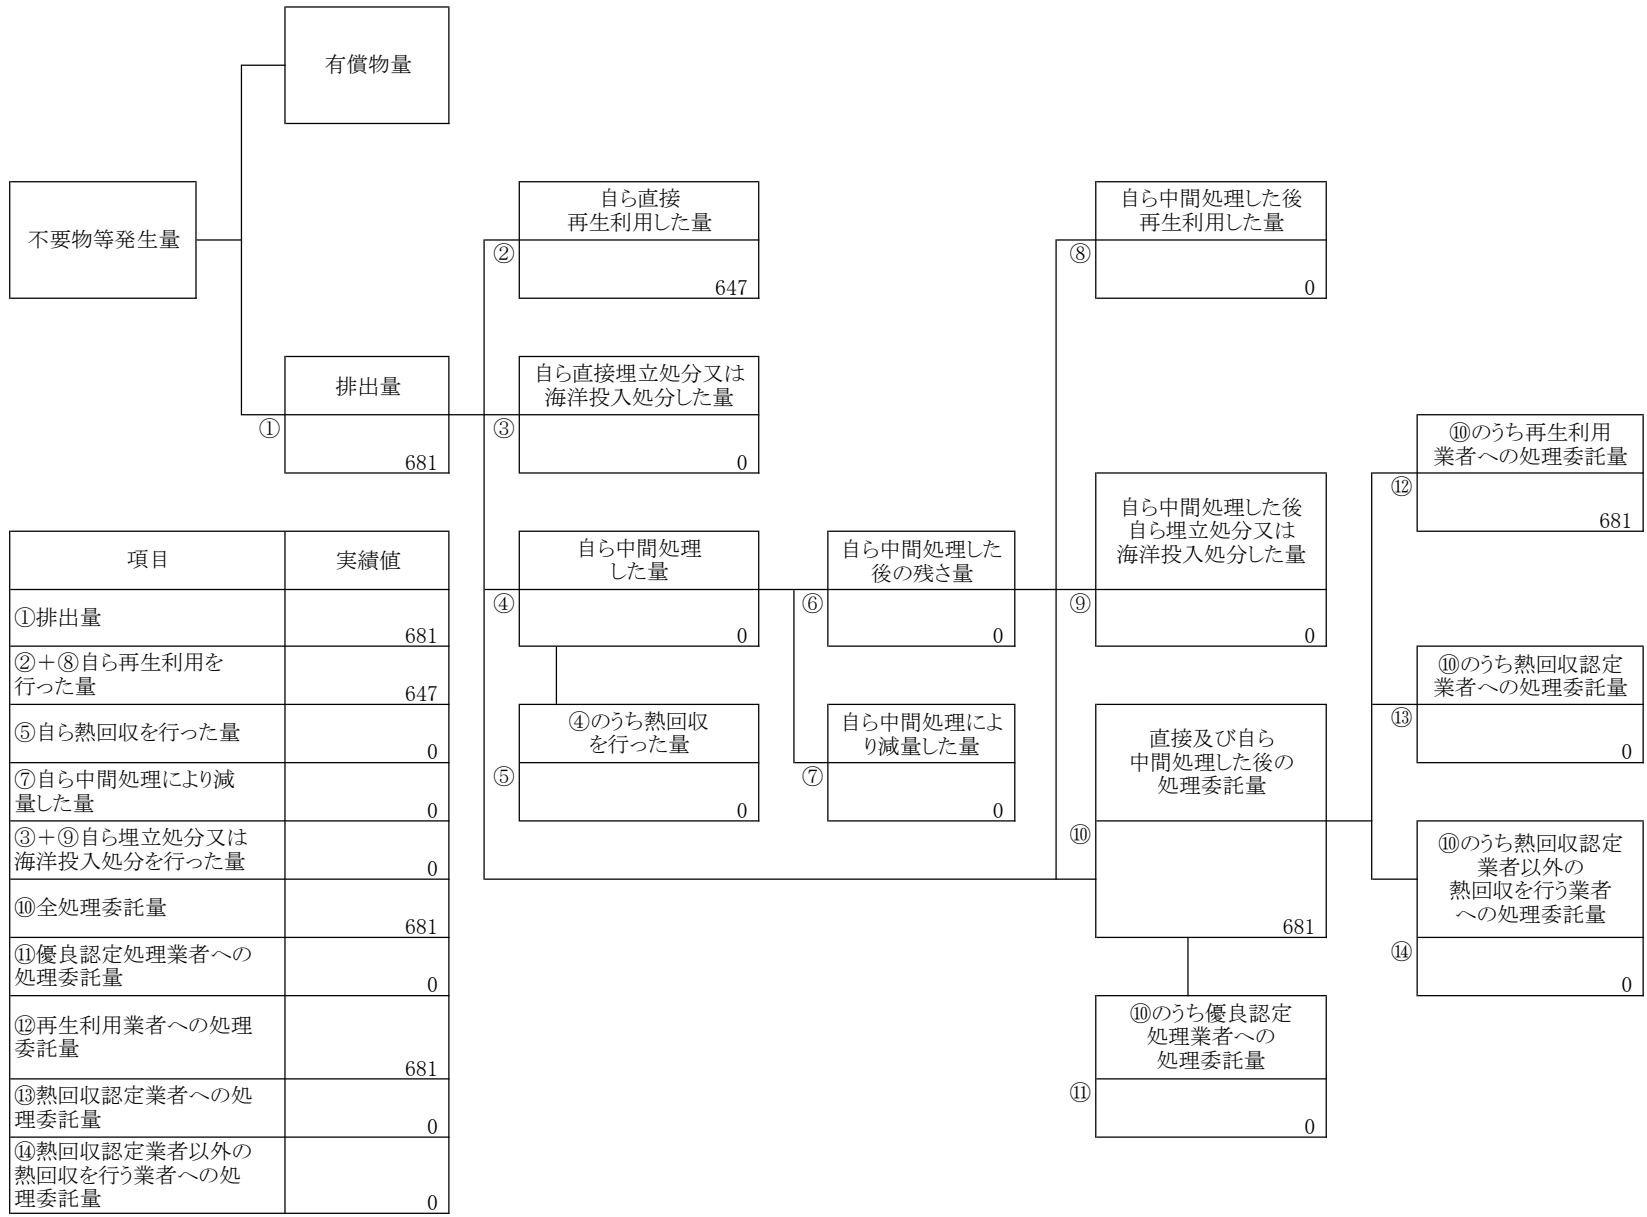 有償物量
不要物等発生量
自ら直接
再生利用した量
②
647
自ら中間処理した後
再生利用した量
⑧
0
排出量
①
681
自ら直接埋立処分又は
海洋投入処分した量
③
0
⑩のうち再生利用
業者への処理委託量
⑫
681
自ら中間処理
した量
④
0
自ら中間処理した
後の残さ量
⑥
0
自ら中間処理した後
自ら埋立処分又は
海洋投入処分した量
⑨
0
⑩のうち熱回収認定
業者への処理委託量
⑬
0
④のうち熱回収
を行った量
⑤
0
自ら中間処理によ
り減量した量
⑦
0
直接及び自ら
中間処理した後の
処理委託量
⑩
681
⑩のうち熱回収認定
業者以外の
熱回収を行う業者
への処理委託量
⑭
0
⑩のうち優良認定
処理業者への
処理委託量
⑪
0
項目 実績値
①排出量
681
②＋⑧自ら再生利用を
行った量
647
⑤自ら熱回収を行った量
0
⑦自ら中間処理により減
量した量
0
③＋⑨自ら埋立処分又は
海洋投入処分を行った量
0
⑩全処理委託量
681
⑪優良認定処理業者への
処理委託量
0
⑫再生利用業者への処理
委託量
681
⑬熱回収認定業者への処
理委託量
0
⑭熱回収認定業者以外の
熱回収を行う業者への処
理委託量
0